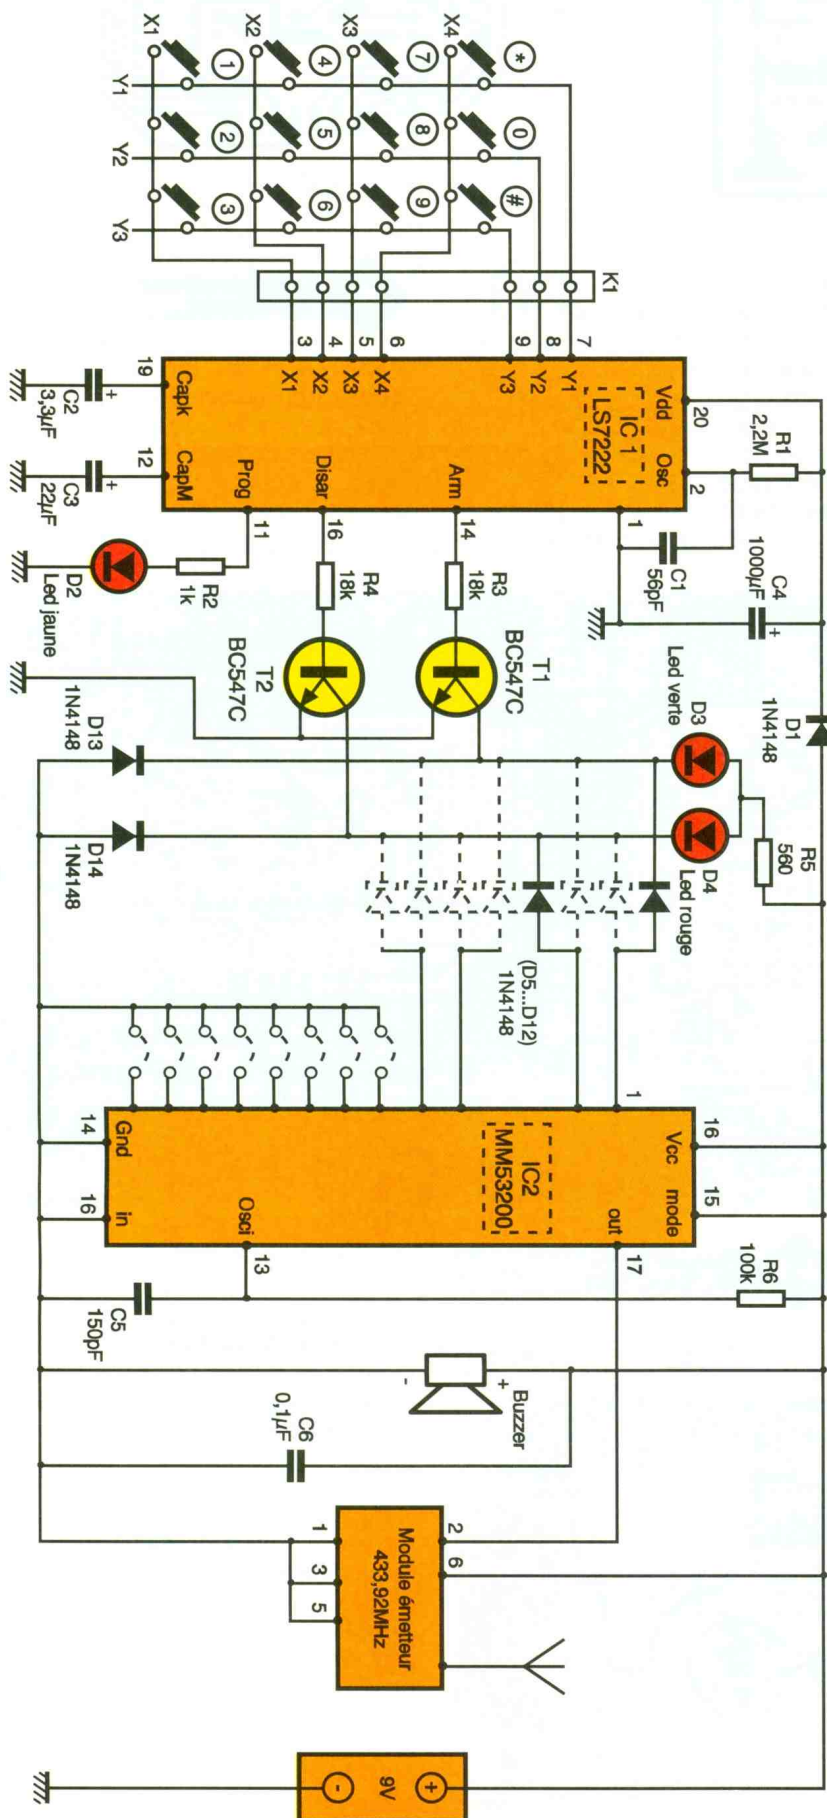 X1
X2
X3
X4
1
4
7
*
Y1
2
5
8
0
Y2
3
6
9
#
Y3
K1
3
4
5
6
9
8
7
X1
X2
X3
X4
Y3
Y2
Y1
IC 1
LS7222
Vdd
20
Osc
2
1
19
Capk
12
CapM
Prog
11
Disar
16
Arm
14
C2
3,3µF
+
C3
22µF
+
R1
2,2M
C1
56pF
C4
1000µF
+
D1
1N4148
R2
1k
D2
Led jaune
R3
18k
R4
18k
T1
BC547C
T2
BC547C
D3
Led verte
D4
Led rouge
R5
560
D13
1N4148
D14
1N4148
(D5...D12)
1N4148
1
16
Vcc
15
mode
IC2
MM53200
out
17
14
Gnd
16
in
Osci
13
R6
100k
C5
150pF
Buzzer
+
-
C6
0,1µF
Module émetteur
433,92MHz
2
6
1
3
5
9V
+
-